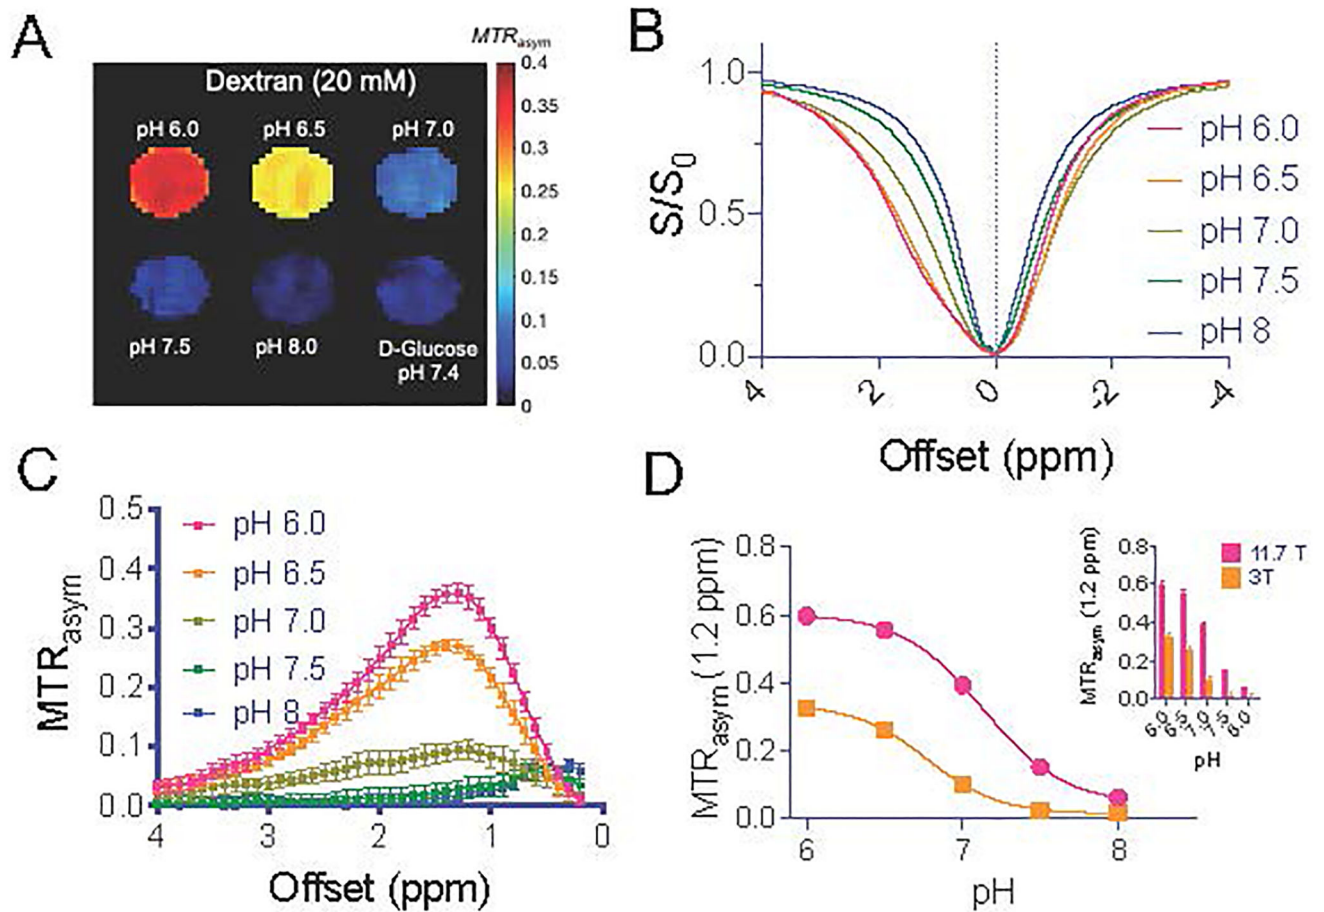 A
MTRasym
Dextran (20 mM)
pH 6.0 pH 6.5 pH 7.0
pH 7.5 pH 8.0 D-Glucose
pH 7.4
0.4
0.35
0.3
0.25
0.2
0.15
0.1
0.05
0
B
S/S0
1.0
0.5
0.0
4 2 0 -2 -4
Offset (ppm)
pH 6.0
pH 6.5
pH 7.0
pH 7.5
pH 8
C
MTRasym
0.5
0.4
0.3
0.2
0.1
0.0
4 3 2 1 0
Offset (ppm)
pH 6.0
pH 6.5
pH 7.0
pH 7.5
pH 8
D
MTRasym (1.2 ppm)
0.8
0.6
0.4
0.2
0.0
6 7 8
pH
MTRasym (1.2 ppm)
0.8
0.6
0.4
0.2
0.0
6.0 6.5 7.0 7.5 8.0
pH
11.7 T
3T